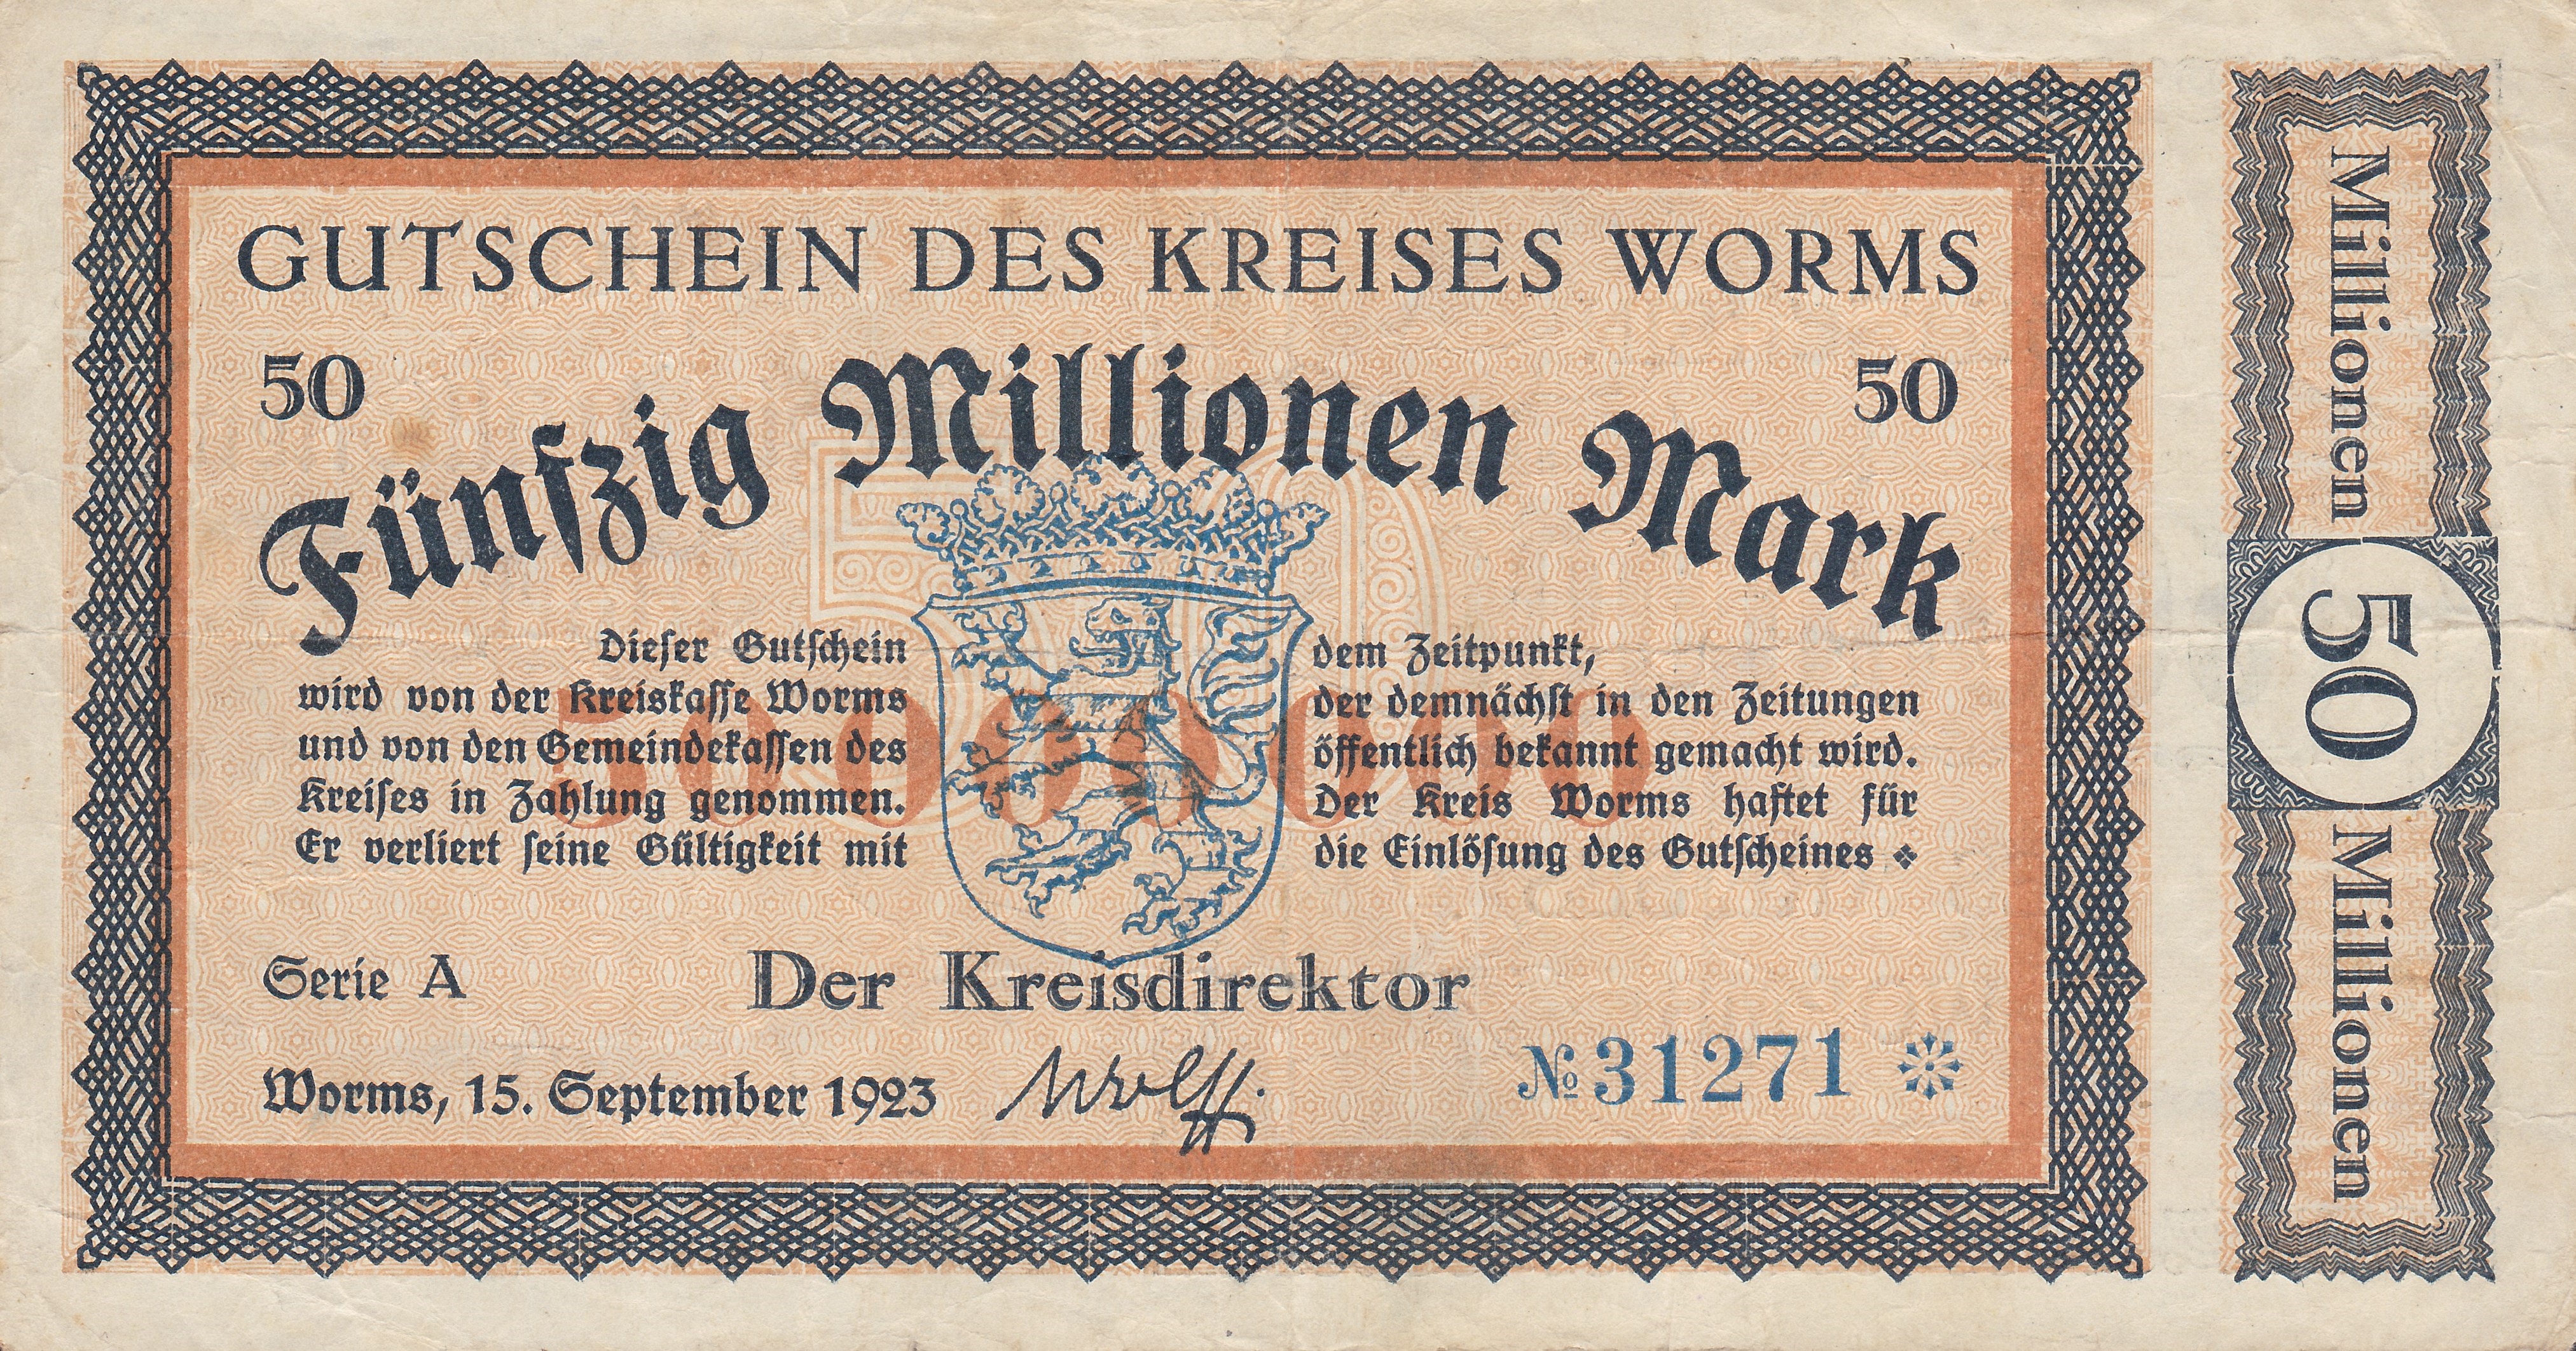 GUTSCHEIN DES KREISES WORMS
50
50
Fünfzig Millionen Mark
50
50000000
Dieser Gutschein
wird von der Kreiskasse Worms
und von den Gemeindekassen des
Kreises in Zahlung genommen.
Er verliert seine Gültigkeit mit
dem Zeitpunkt,
der demnächst in den Zeitungen
öffentlich bekannt gemacht wird.
Der Kreis Worms haftet für
die Einlösung des Gutscheines
Serie A
Der Kreisdirektor
Worms, 15. September 1923
Wolff.
№ 31271
Millionen
50
Millionen